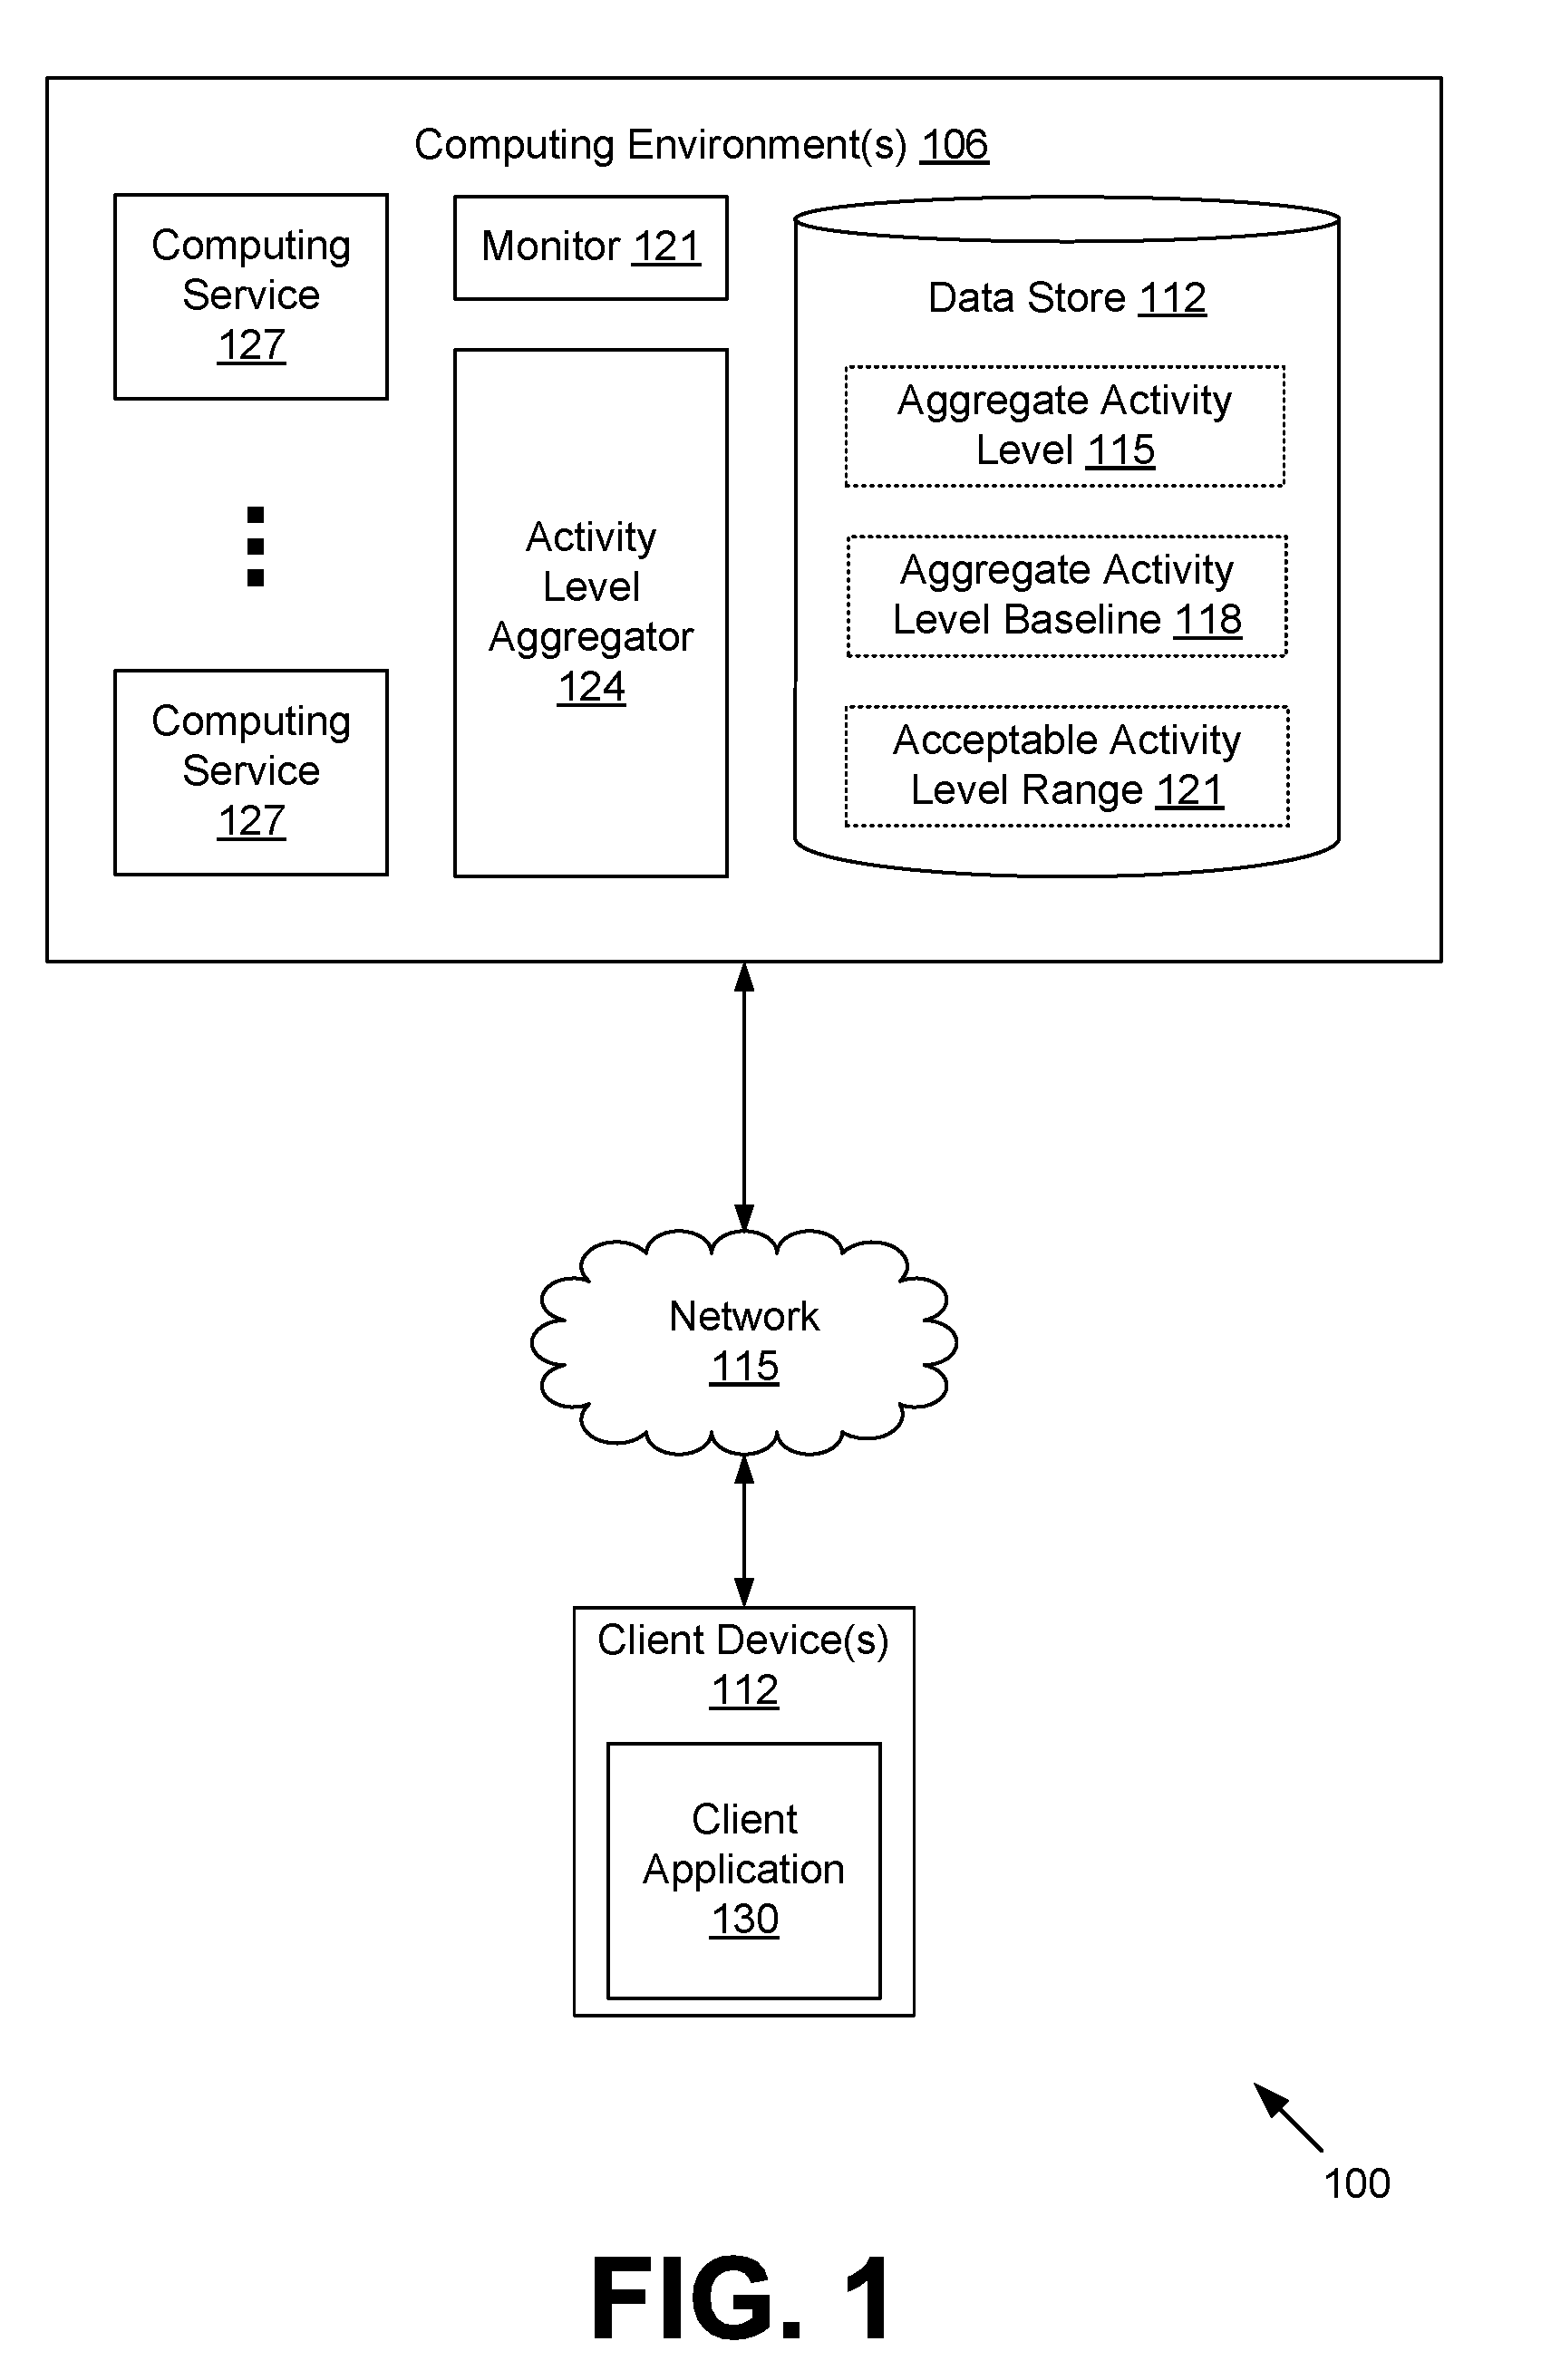 Computing Environment(s) 106
Computing
Service
127
Computing
Service
127
Monitor 121
Activity
Level
Aggregator
124
Data Store 112
Aggregate Activity
Level 115
Aggregate Activity
Level Baseline 118
Acceptable Activity
Level Range 121
Network
115
Client Device(s)
112
Client
Application
130
100
FIG. 1